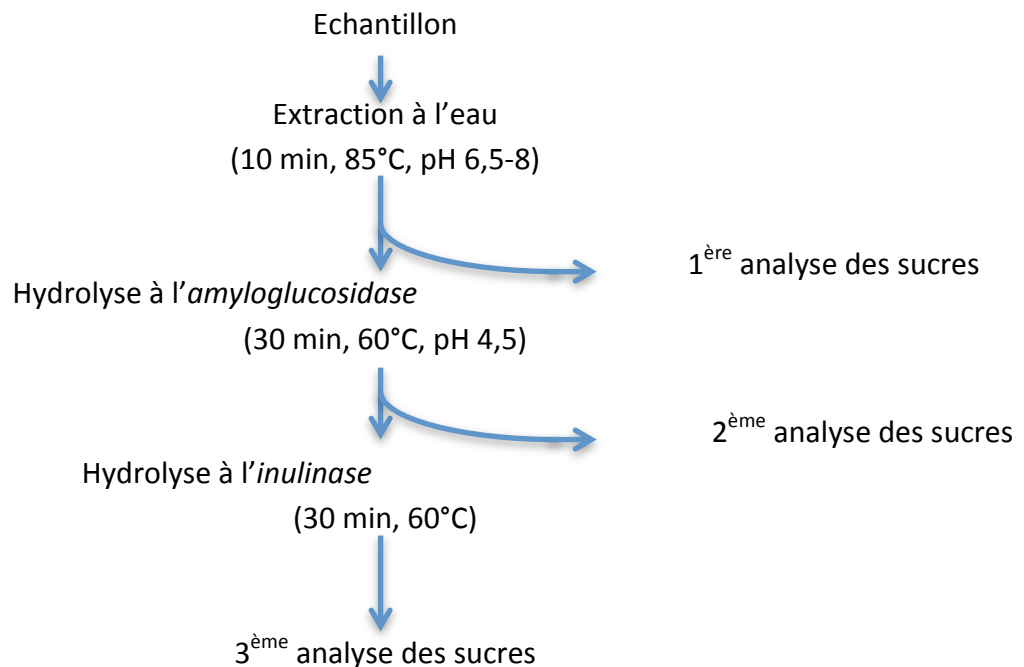 Echantillon
Extraction à l’eau
(10 min, 85°C, pH 6,5-8)
1ère analyse des sucres
Hydrolyse à l’amyloglucosidase
(30 min, 60°C, pH 4,5)
2ème analyse des sucres
Hydrolyse à l’inulinase
(30 min, 60°C)
3ème analyse des sucres